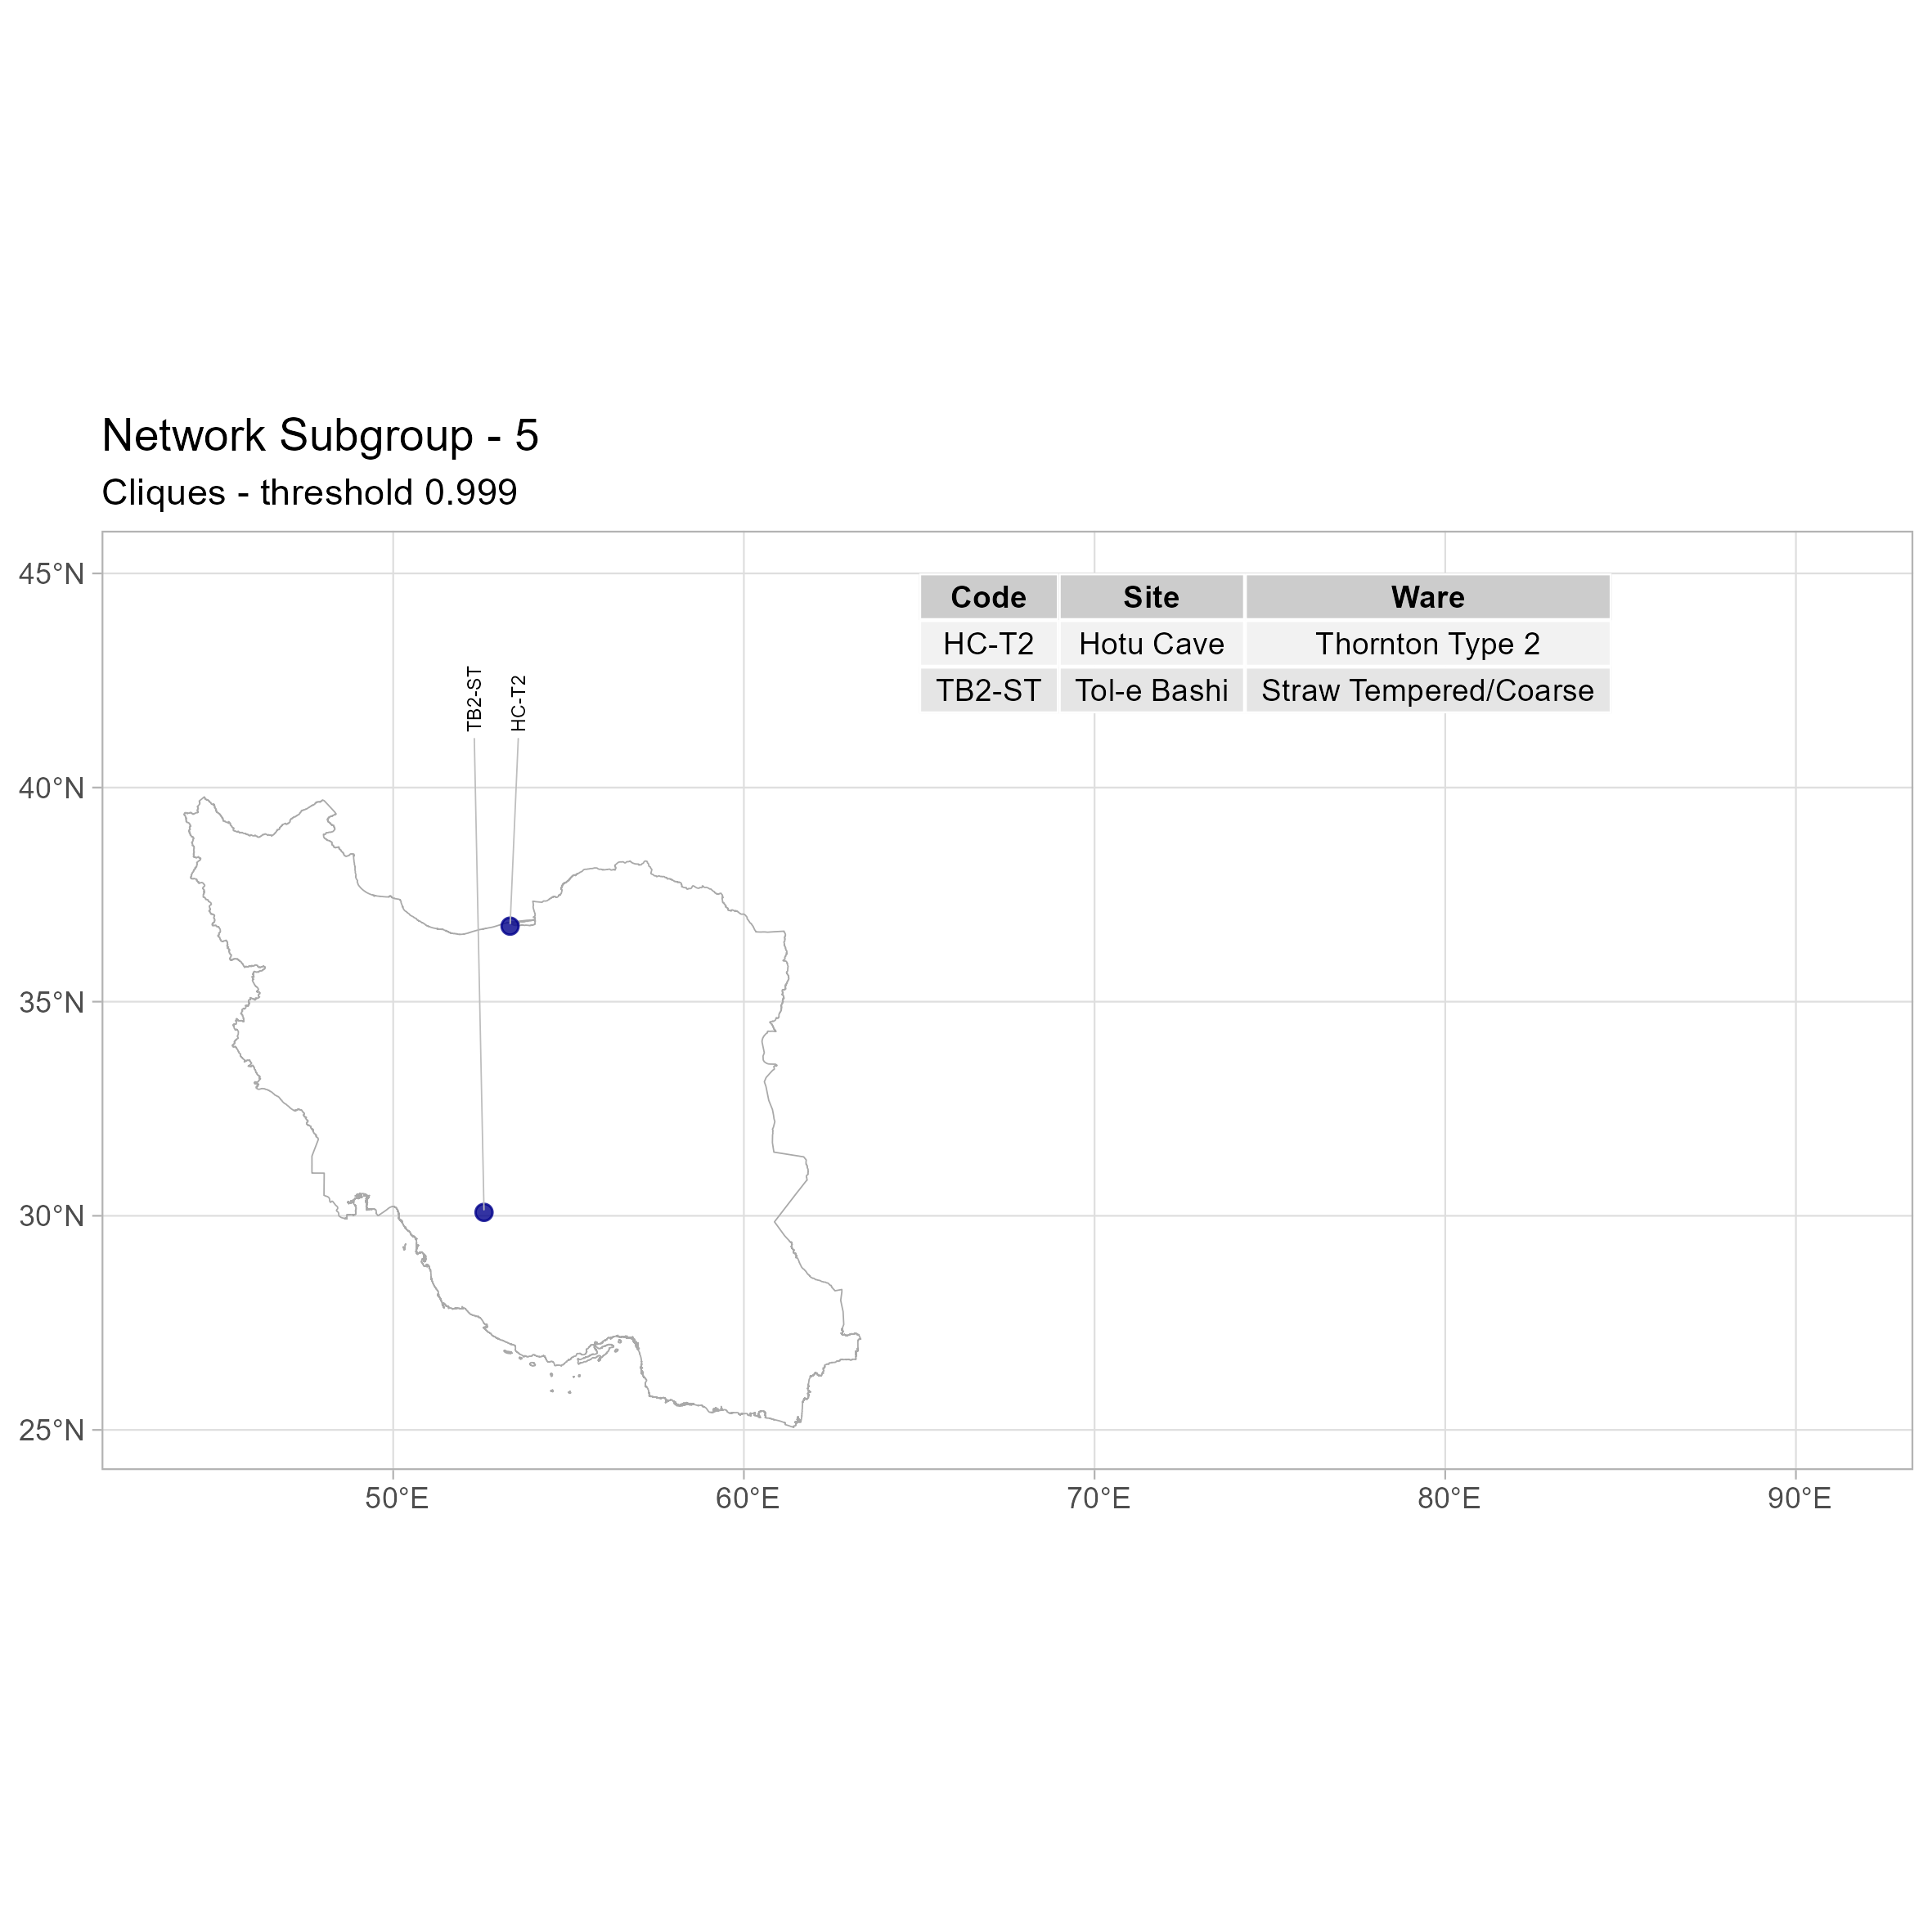 Network Subgroup - 5
Cliques - threshold 0.999
45°N
40°N
35°N
30°N
25°N
Code Site Ware
HC-T2 Hotu Cave Thornton Type 2
TB2-ST Tol-e Bashi Straw Tempered/Coarse
TB2-ST
HC-T2
50°E 60°E 70°E 80°E 90°E